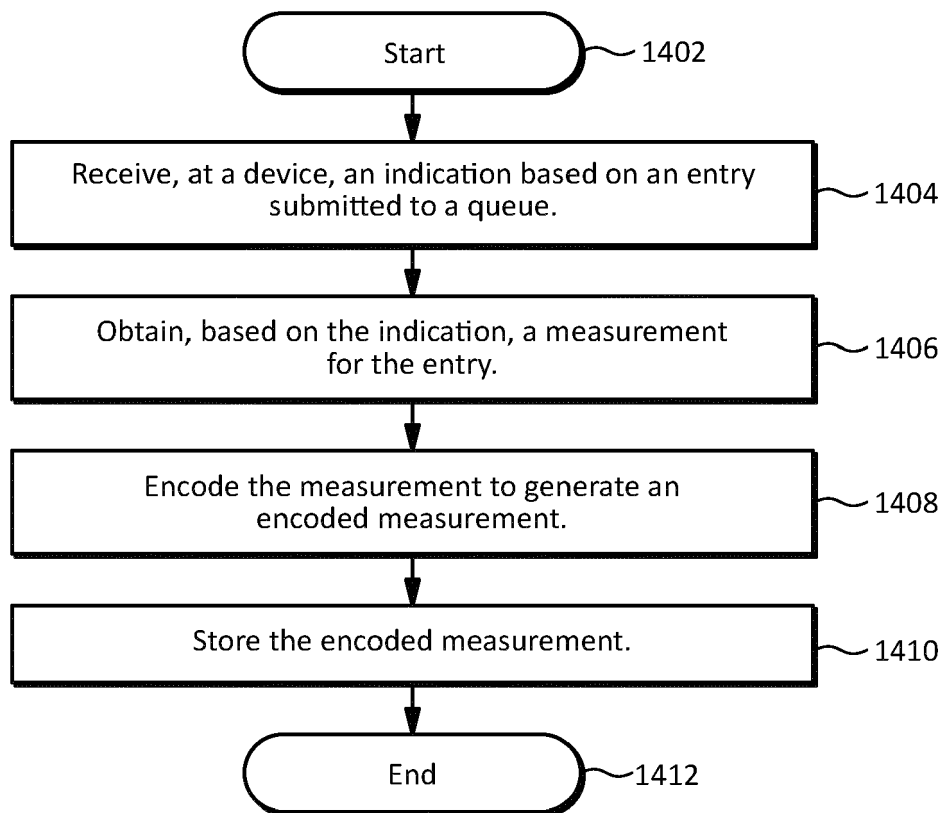 Start
1402
Receive, at a device, an indication based on an entry
submitted to a queue.
1404
Obtain, based on the indication, a measurement
for the entry.
1406
Encode the measurement to generate an
encoded measurement.
1408
Store the encoded measurement.
1410
End
1412